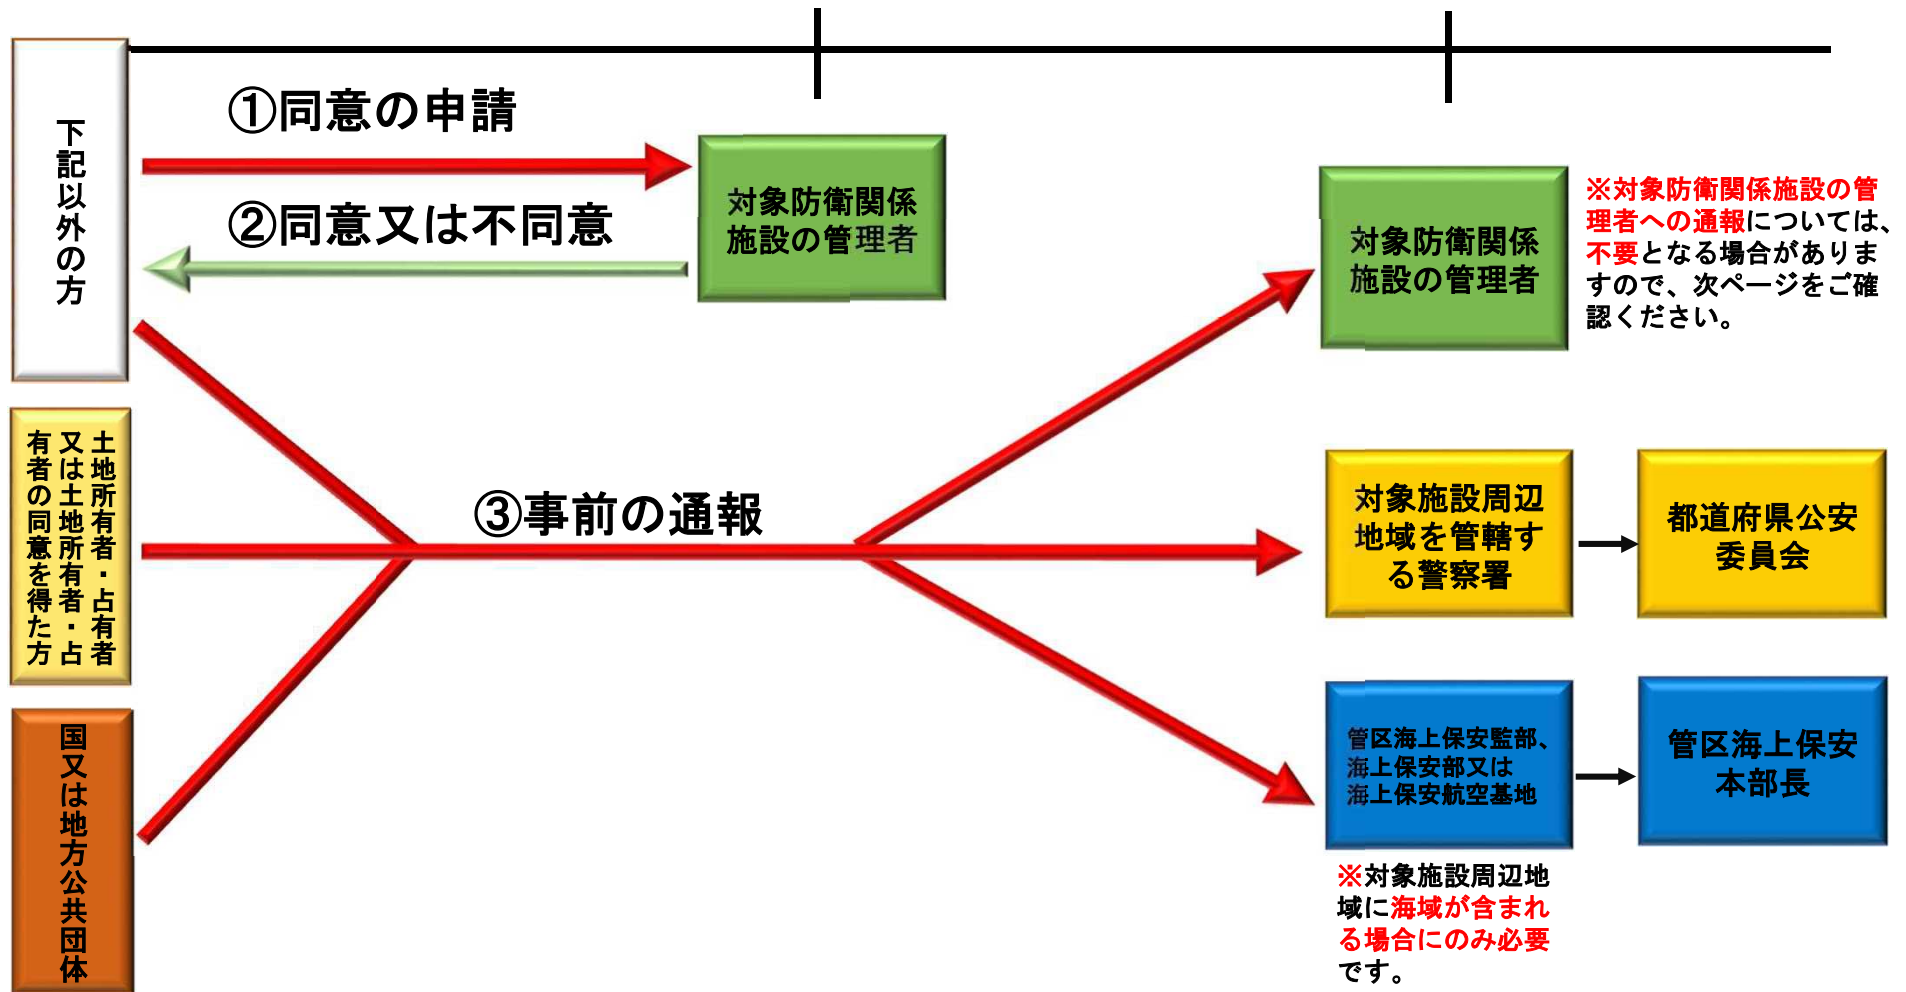 下記以外の方
①同意の申請
②同意又は不同意
対象防衛関係
施設の管理者
対象防衛関係
施設の管理者
※対象防衛関係施設の管
理者への通報については、
不要となる場合がありま
すので、次ページをご確
認ください。
土地所有者・占有者
又は土地所有者・占
有者の同意を得た方
③事前の通報
対象施設周辺
地域を管轄す
る警察署
都道府県公安
委員会
国又は地方公共団体
管区海上保安監部、
海上保安部又は
海上保安航空基地
管区海上保安
本部長
※対象施設周辺地
域に海域が含まれ
る場合にのみ必要
です。